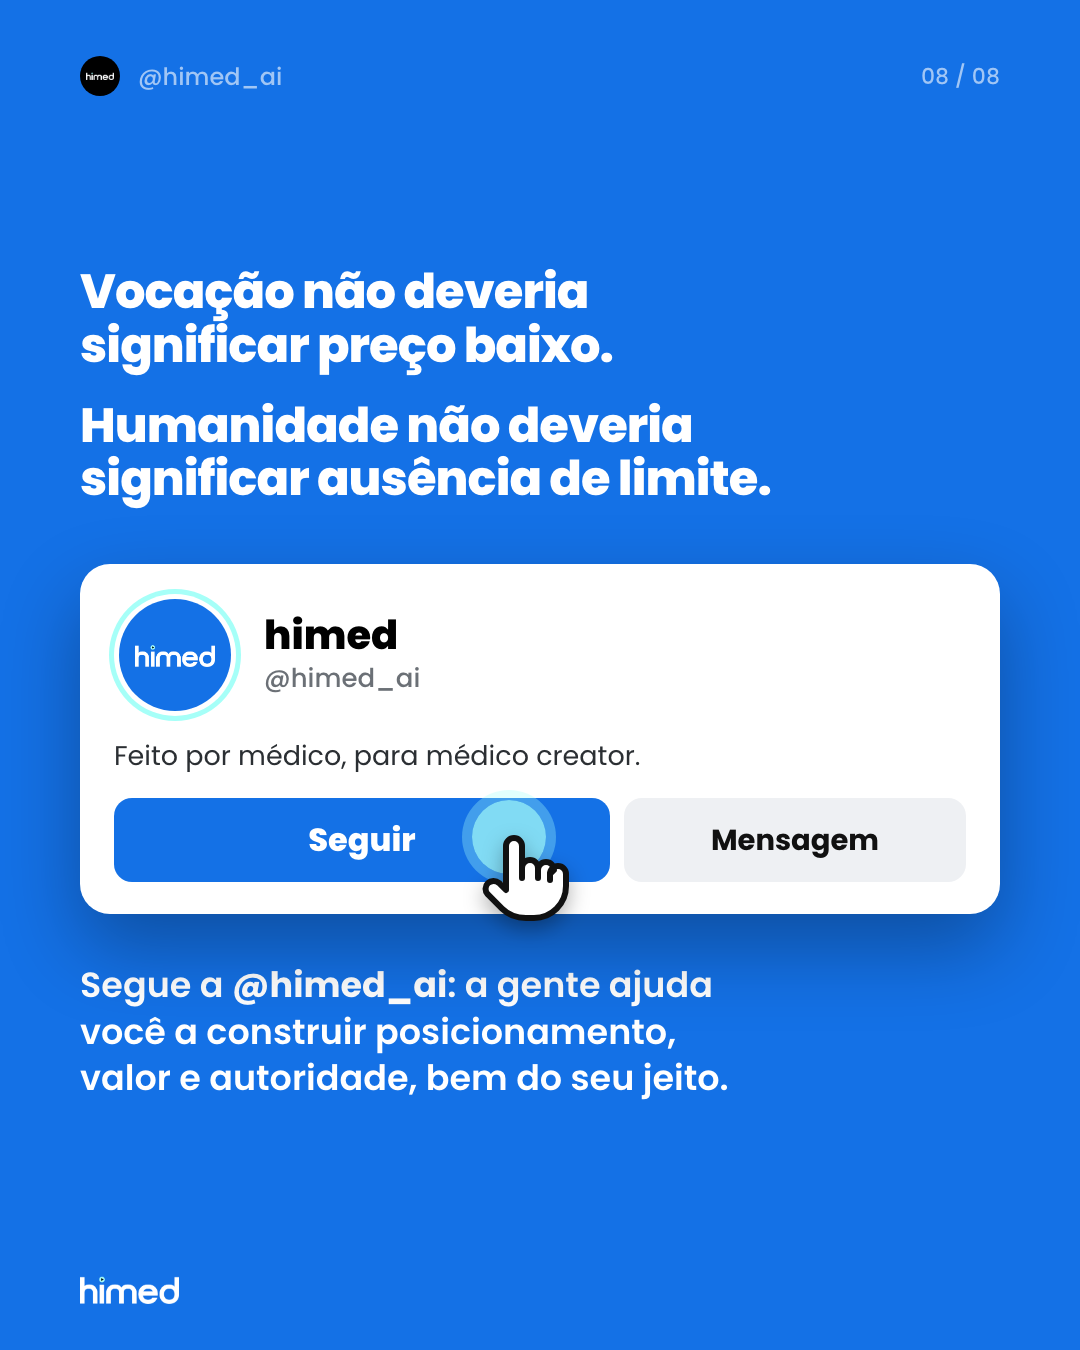 himed @himed_ai 08 / 08
Vocação não deveria
significar preço baixo.
Humanidade não deveria
significar ausência de limite.
himed
himed
@himed_ai
Feito por médico, para médico creator.
Seguir Mensagem
Segue a @himed_ai: a gente ajuda
você a construir posicionamento,
valor e autoridade, bem do seu jeito.
himed